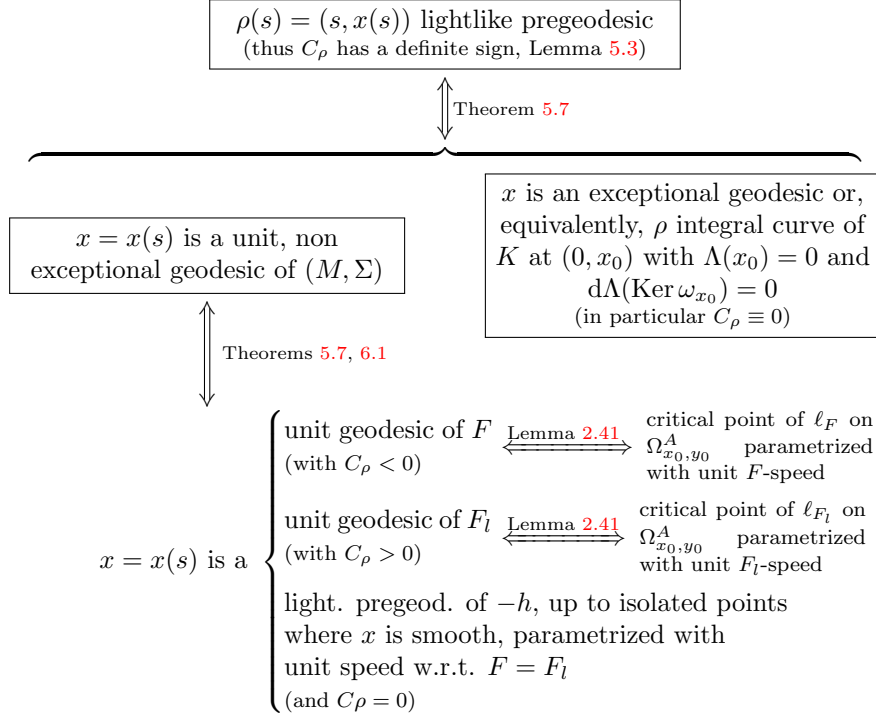 ρ(s) = (s, x(s)) lightlike pregeodesic
(thus C_ρ has a definite sign, Lemma 5.3)
Theorem 5.7
x = x(s) is a unit, non
exceptional geodesic of (M, Σ)
x is an exceptional geodesic or,
equivalently, ρ integral curve of
K at (0, x_0) with Λ(x_0) = 0 and
dΛ(Ker ω_{x_0}) = 0
(in particular C_ρ ≡ 0)
Theorems 5.7, 6.1
x = x(s) is a
unit geodesic of F
(with C_ρ < 0)
Lemma 2.41
critical point of ℓ_F on
Ω^A_{x_0,y_0} parametrized
with unit F-speed
unit geodesic of F_l
(with C_ρ > 0)
Lemma 2.41
critical point of ℓ_{F_l} on
Ω^A_{x_0,y_0} parametrized
with unit F_l-speed
light. pregeod. of −h, up to isolated points
where x is smooth, parametrized with
unit speed w.r.t. F = F_l
(and Cρ = 0)